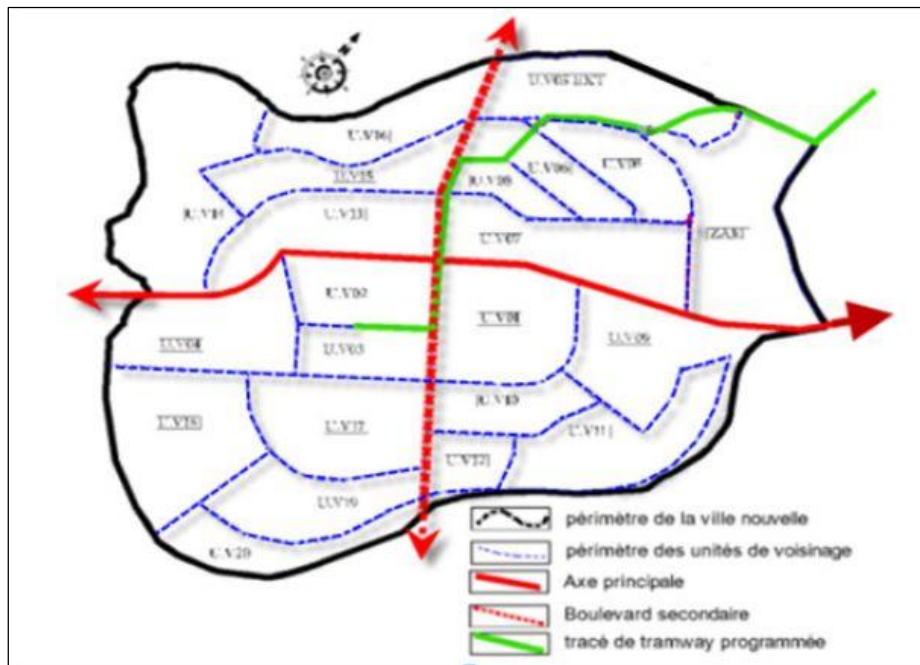 N
U.V05 EXT
U.V16
U.V15
U.V08
U.V06
U.V05
U.V14
U.V13
U.V07
ZAE
U.V02
U.V01
U.V04
U.V03
U.V09
U.V10
U.V18
U.V17
U.V11
U.V12
U.V19
U.V20
périmètre de la ville nouvelle
périmètre des unités de voisinage
Axe principale
Boulevard secondaire
tracé de tramway programmée